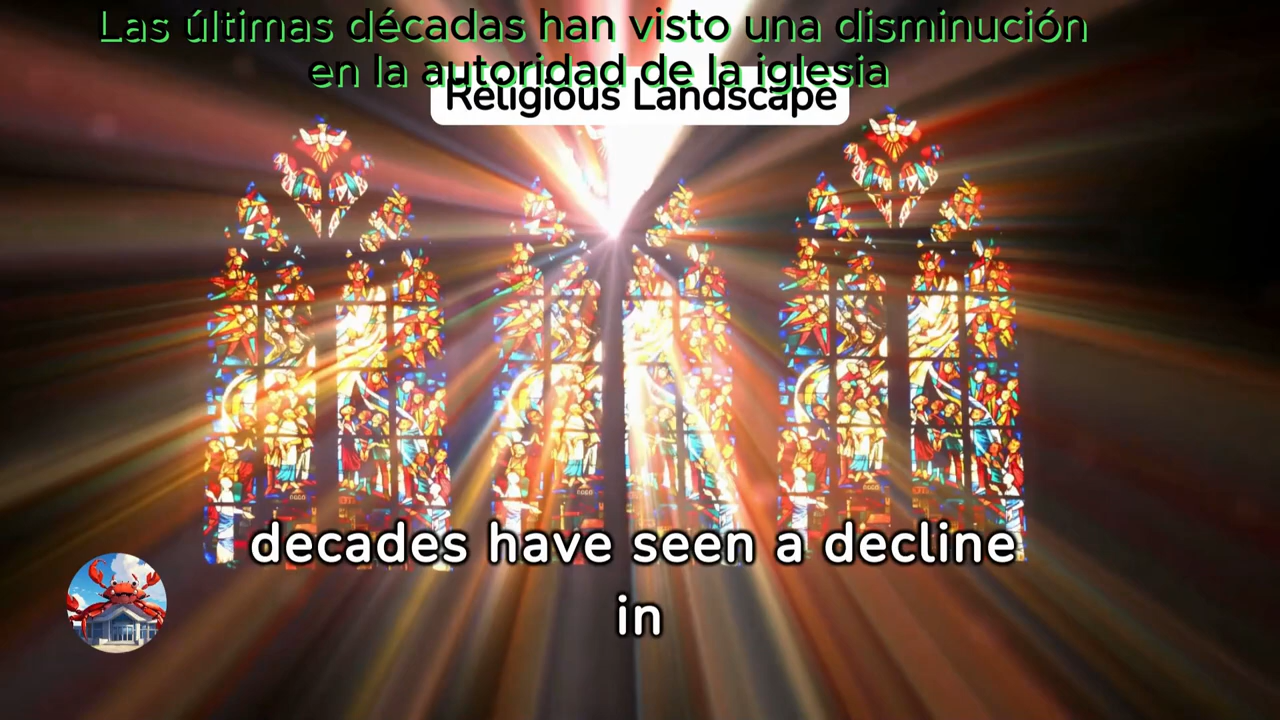 Las últimas décadas han visto una disminución
en la autoridad de la iglesia
Religious Landscape
decades have seen a decline
in